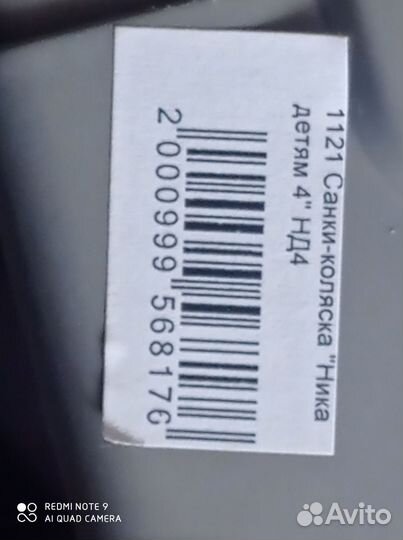 1121 Санки-коляска "Ника
детям 4" НД4
2 000999 568176
REDMI NOTE 9
AI QUAD CAMERA
Avito